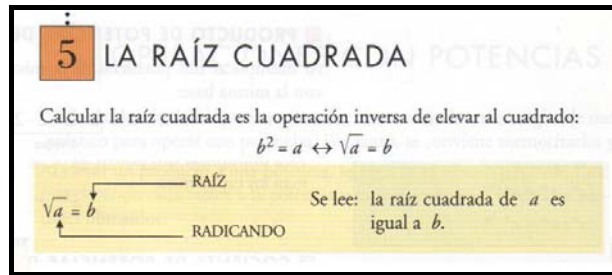 5 LA RAÍZ CUADRADA
Calcular la raíz cuadrada es la operación inversa de elevar al cuadrado:
b² = a ↔ √a = b
RAÍZ
√a = b
RADICANDO
Se lee: la raíz cuadrada de a es
igual a b.